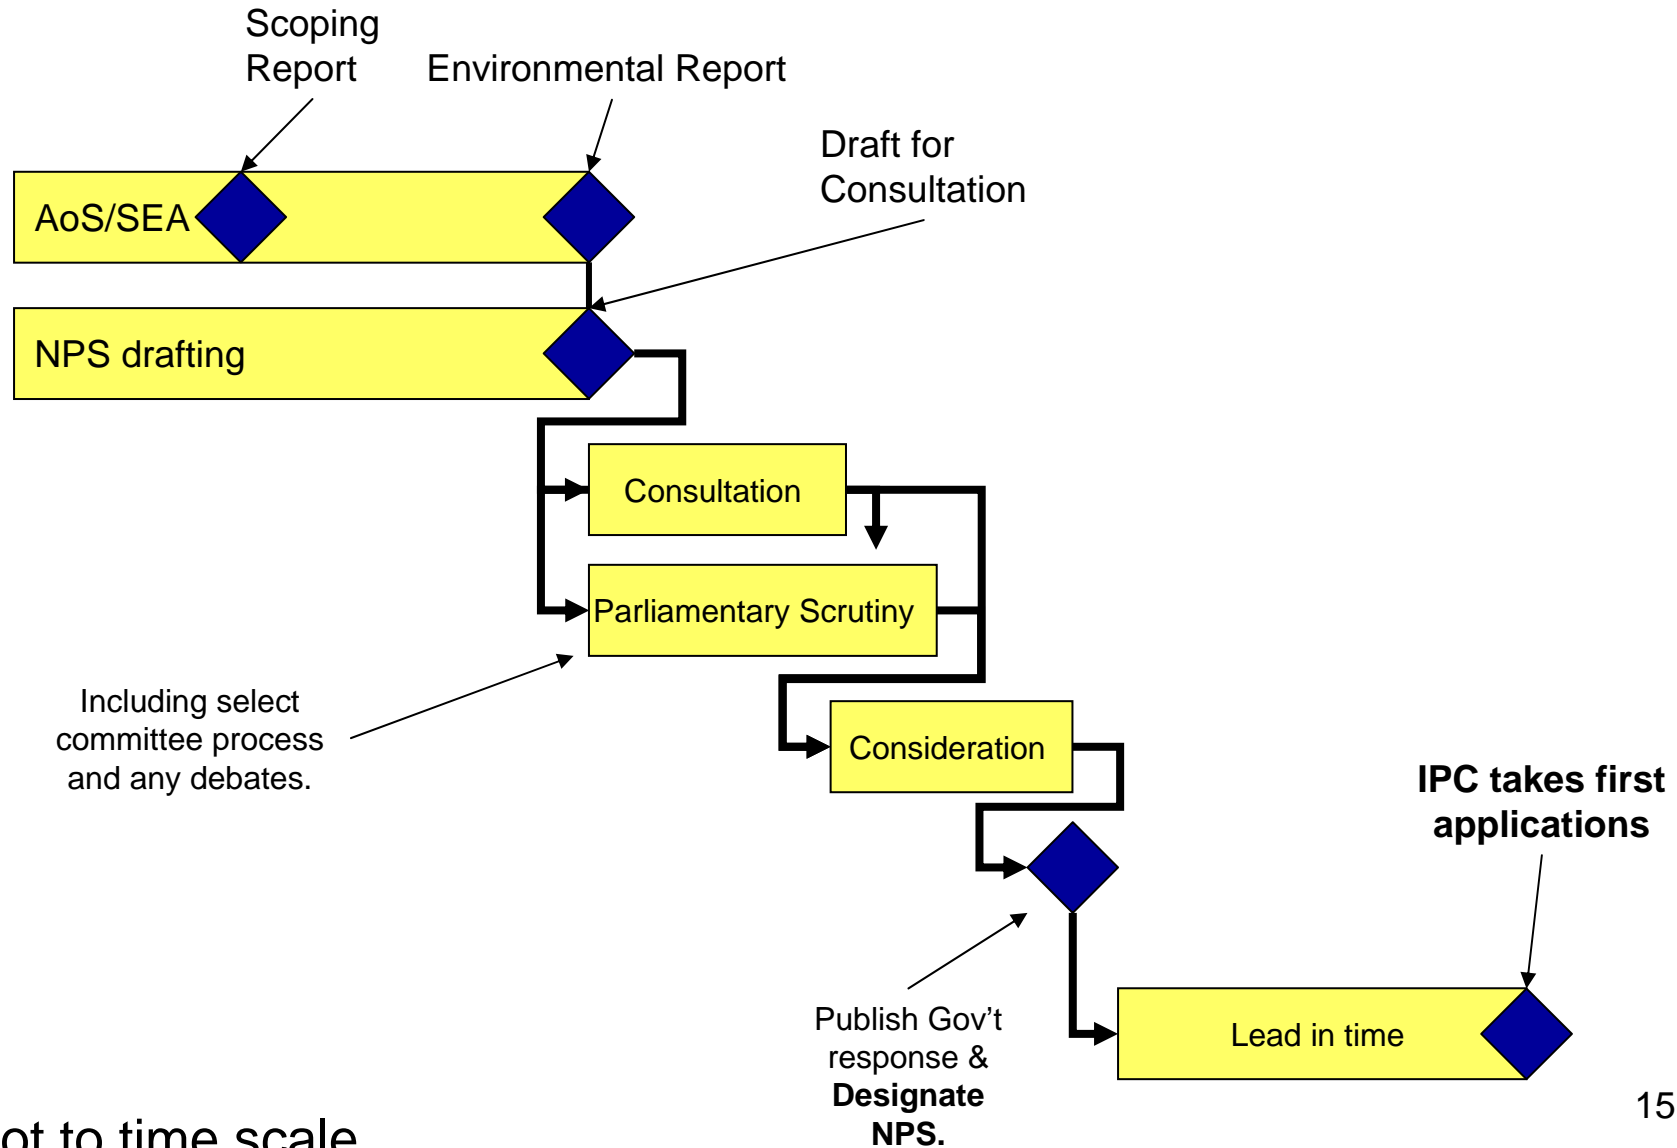 Scoping
Report
Environmental Report
Draft for
Consultation
AoS/SEA
NPS drafting
Consultation
Parliamentary Scrutiny
Including select
committee process
and any debates.
Consideration
IPC takes first
applications
Publish Gov't
response &
Designate
NPS.
Lead in time
15
to time scale